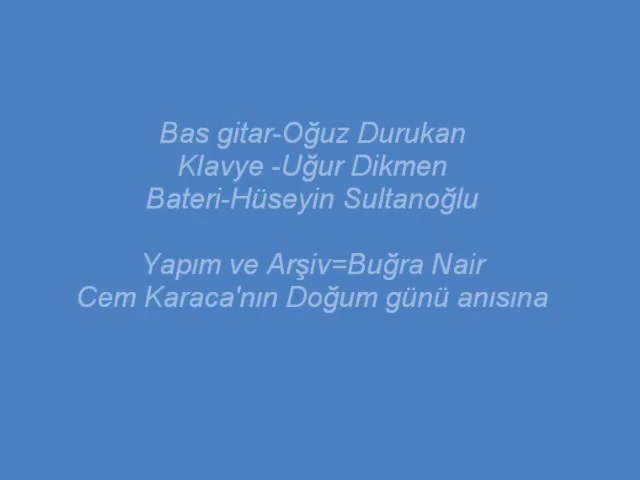 Bas gitar-Oğuz Durukan
Klavye -Uğur Dikmen
Bateri-Hüseyin Sultanoğlu
Yapım ve Arşiv=Buğra Nair
Cem Karaca'nın Doğum günü anısına